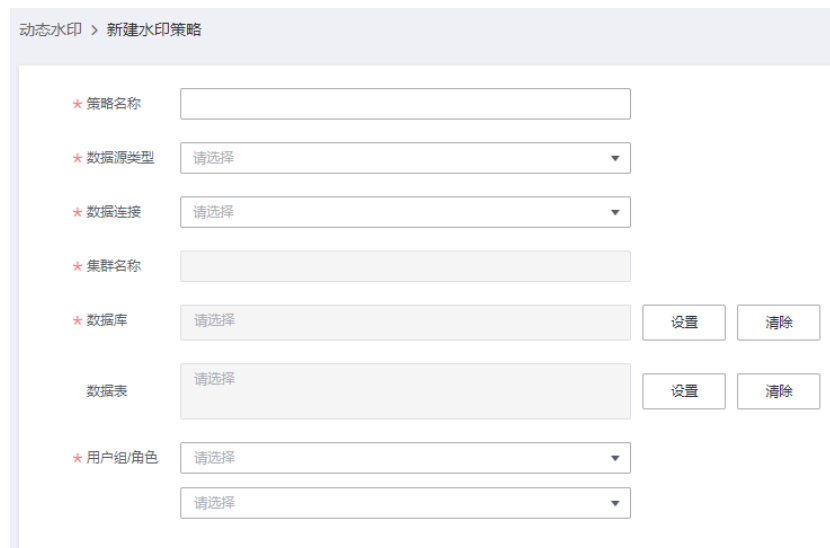 动态水印 > 新建水印策略
* 策略名称
* 数据源类型 请选择
* 数据连接 请选择
* 集群名称
* 数据库 请选择 设置 清除
数据表 请选择 设置 清除
* 用户组/角色 请选择
请选择